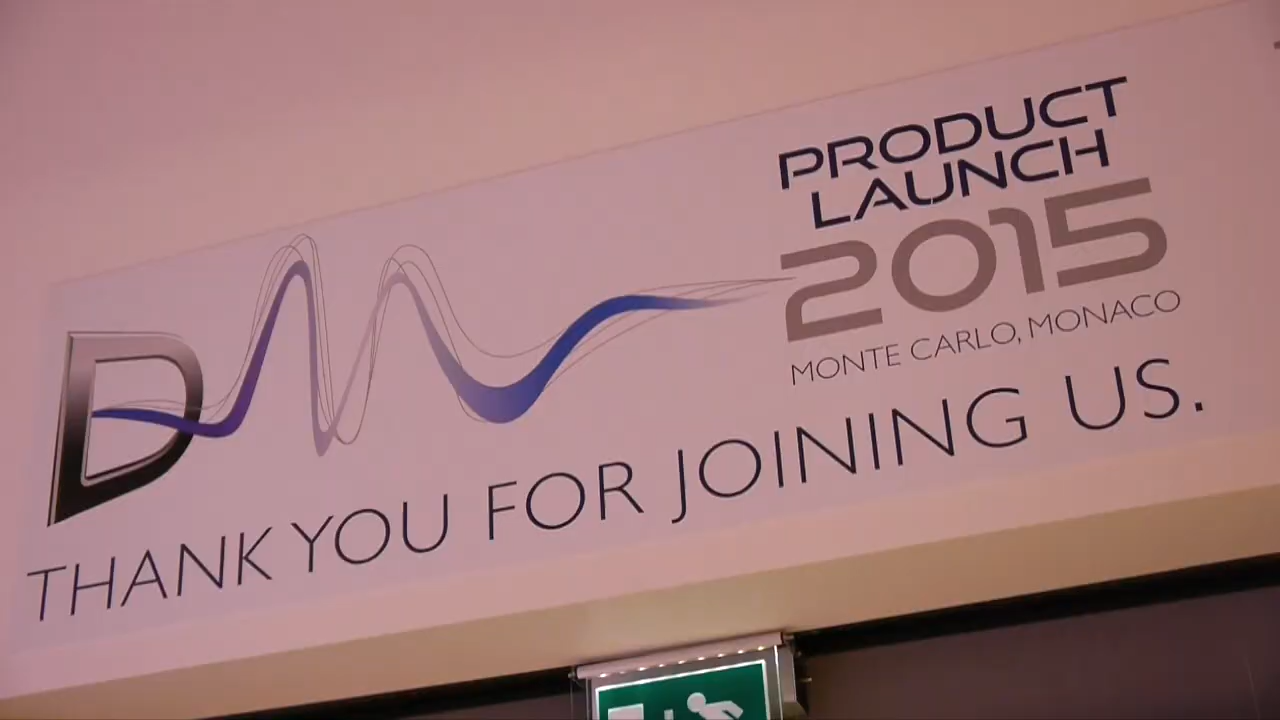 D
PRODUCT
LAUNCH
2015
MONTE CARLO, MONACO
THANK YOU FOR JOINING US.